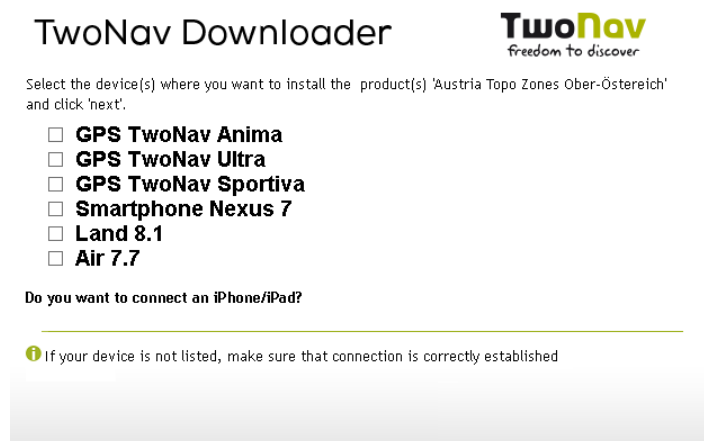 TwoNav Downloader
TwoNav
freedom to discover
Select the device(s) where you want to install the  product(s) 'Austria Topo Zones Ober-Östereich'
and click 'next'.
GPS TwoNav Anima
GPS TwoNav Ultra
GPS TwoNav Sportiva
Smartphone Nexus 7
Land 8.1
Air 7.7
Do you want to connect an iPhone/iPad?
i If your device is not listed, make sure that connection is correctly established